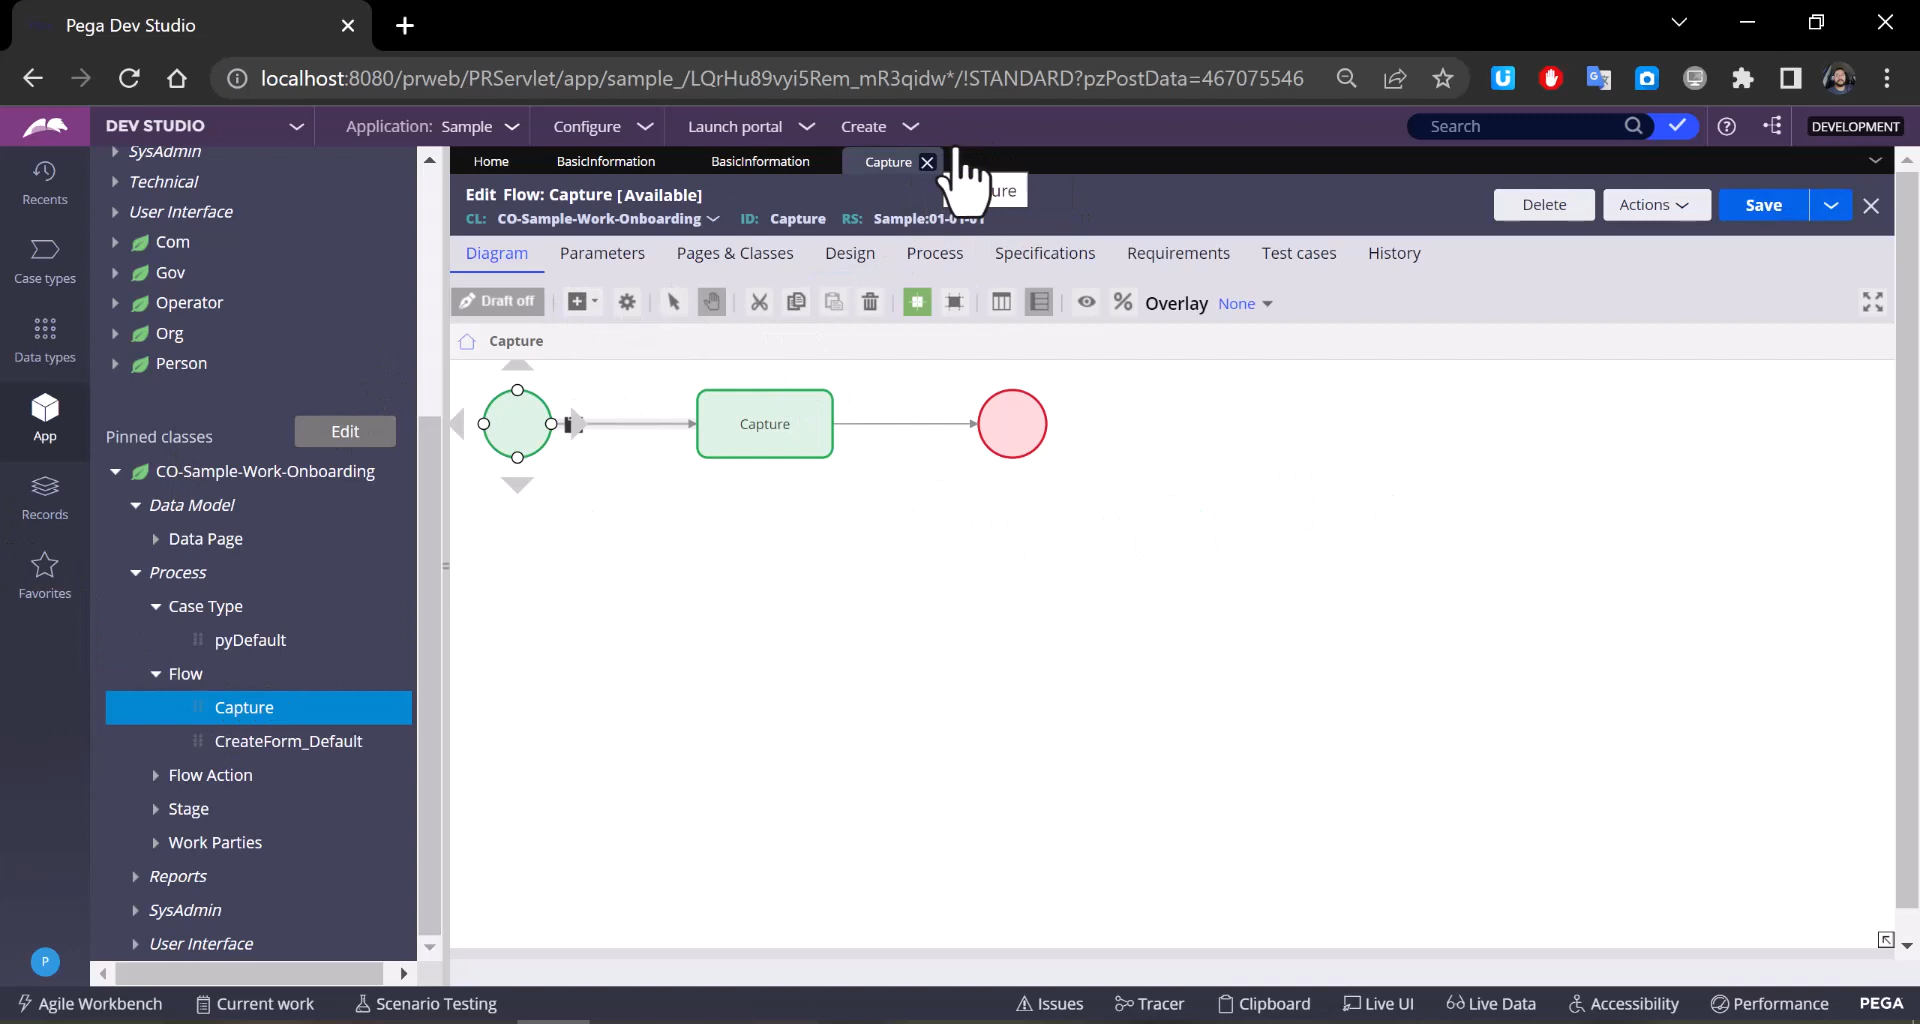 Pega Dev Studio
localhost:8080/prweb/PRServlet/app/sample_/LQrHu89vyi5Rem_mR3qidw*/!STANDARD?pzPostData=467075546
DEV STUDIO
Application: Sample
Configure
Launch portal
Create
Search
DEVELOPMENT
Recents
Case types
Data types
App
Records
Favorites
P
SysAdmin
Technical
User Interface
Com
Gov
Operator
Org
Person
Pinned classes
Edit
CO-Sample-Work-Onboarding
Data Model
Data Page
Process
Case Type
pyDefault
Flow
Capture
CreateForm_Default
Flow Action
Stage
Work Parties
Reports
SysAdmin
User Interface
Home
BasicInformation
BasicInformation
Capture
Edit Flow: Capture [Available]
CL: CO-Sample-Work-Onboarding ID: Capture RS: Sample:01-01-01
Delete
Actions
Save
Diagram
Parameters
Pages & Classes
Design
Process
Specifications
Requirements
Test cases
History
Draft off
Overlay None
Capture
Capture
Agile Workbench
Current work
Scenario Testing
Issues
Tracer
Clipboard
Live UI
Live Data
Accessibility
Performance
PEGA